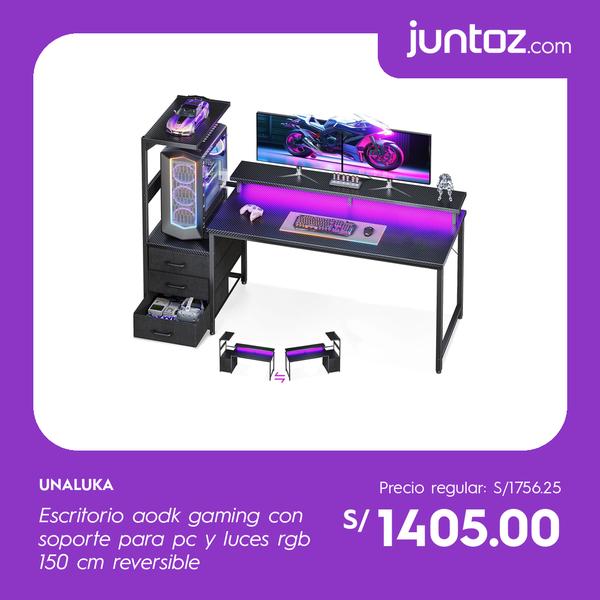 juntoz.com
UNALUKA
Escritorio aodk gaming con
soporte para pc y luces rgb
150 cm reversible
Precio regular: S/1756.25
S/1405.00